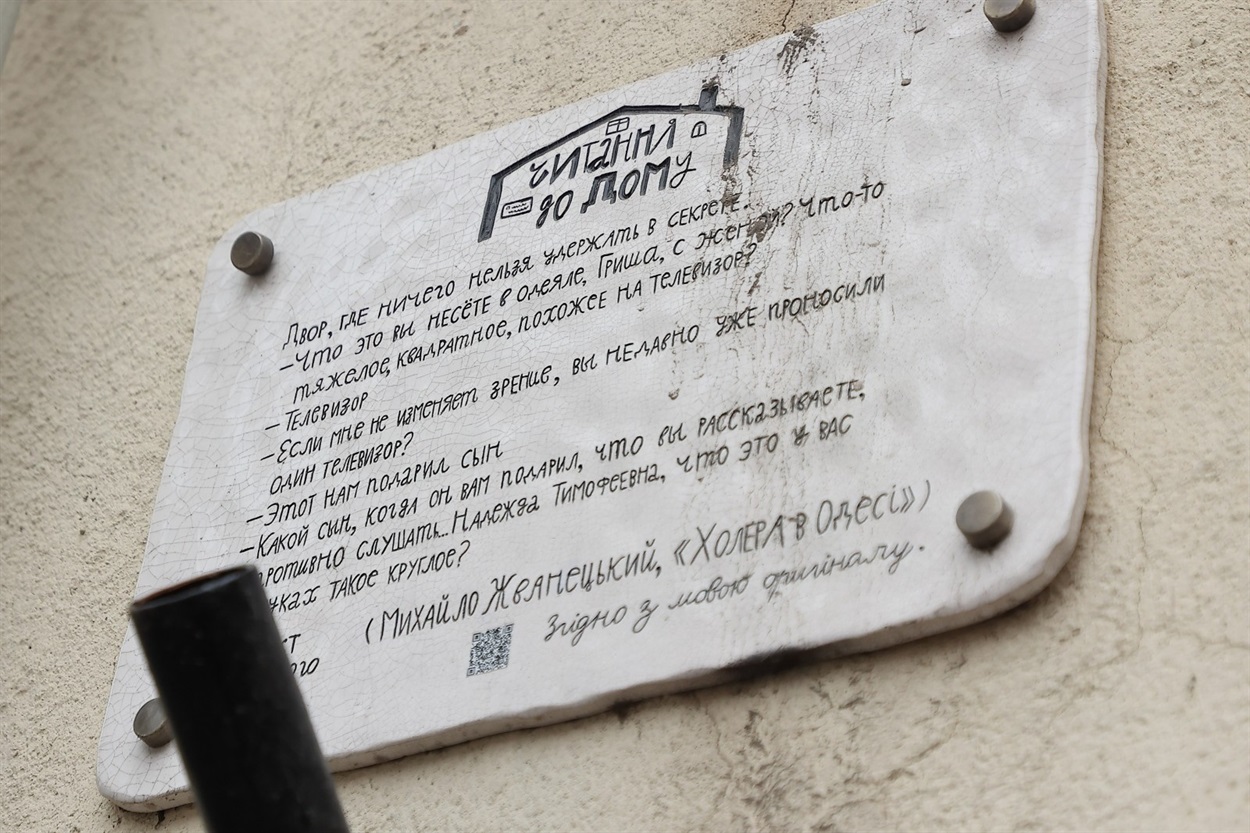 Читання
до дому
Двор, где ничего нельзя удержать в секрете.
–Что это вы несёте в одеяле, Гриша, с женой? Что-то
тяжелое, квадратное, похожее на телевизор?
–Телевизор
–Если мне не изменяет зрение, вы недавно уже проносили
один телевизор?
–Этот нам подарил сын
–Какой сын, когда он вам подарил, что вы рассказываете,
противно слушать... Надежда Тимофеевна, что это у вас
такое круглое?
(Михайло Жванецький, «Холера в Одесі»)
Згідно з мовою оригіналу.